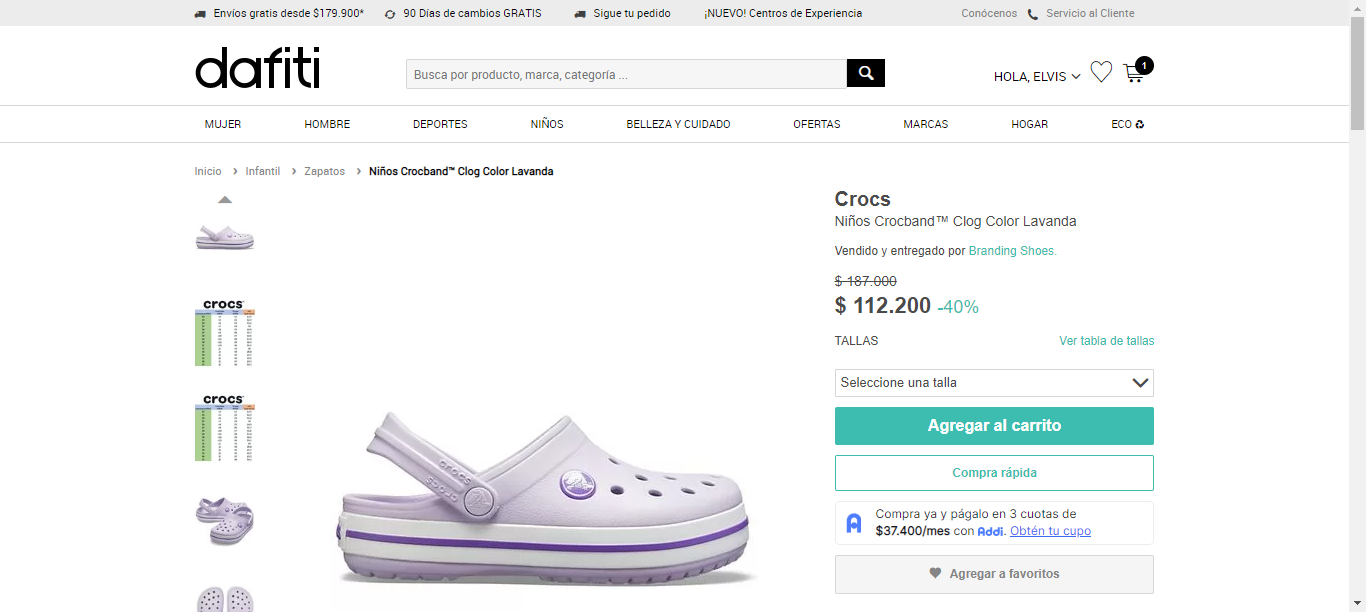 Envíos gratis desde $179.900* 90 Días de cambios GRATIS Sigue tu pedido ¡NUEVO! Centros de Experiencia Conócenos Servicio al Cliente
dafiti
Busca por producto, marca, categoría ...
HOLA, ELVIS
1
MUJER HOMBRE DEPORTES NIÑOS BELLEZA Y CUIDADO OFERTAS MARCAS HOGAR ECO
Inicio Infantil Zapatos Niños Crocband™ Clog Color Lavanda
crocs
crocs
crocs
crocs
Crocs
Niños Crocband™ Clog Color Lavanda
Vendido y entregado por Branding Shoes.
$ 187.000
$ 112.200 -40%
TALLAS Ver tabla de tallas
Seleccione una talla
Agregar al carrito
Compra rápida
Compra ya y págalo en 3 cuotas de
$37.400/mes con Addi. Obtén tu cupo
Agregar a favoritos